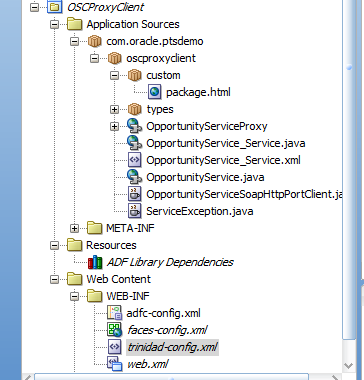 OSCProxyClient
Application Sources
com.oracle.ptsdemo
oscproxyclient
custom
package.html
types
OpportunityServiceProxy
OpportunityService_Service.java
OpportunityService_Service.xml
OpportunityService.java
OpportunityServiceSoapHttpPortClient.ja
ServiceException.java
META-INF
Resources
ADF Library Dependencies
Web Content
WEB-INF
adfc-config.xml
faces-config.xml
trinidad-config.xml
web.xml